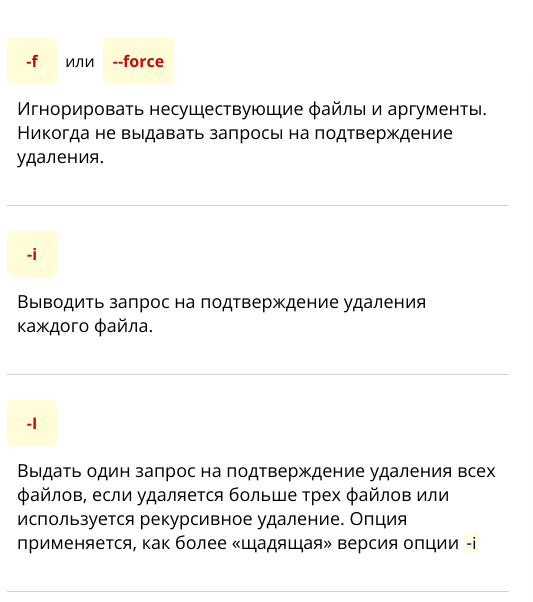 -f или --force
Игнорировать несуществующие файлы и аргументы.
Никогда не выдавать запросы на подтверждение
удаления.
-i
Выводить запрос на подтверждение удаления
каждого файла.
-I
Выдать один запрос на подтверждение удаления всех
файлов, если удаляется больше трех файлов или
используется рекурсивное удаление. Опция
применяется, как более «щадящая» версия опции -i